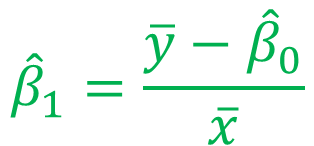 β̂₁ = (ȳ − β̂₀) / x̄